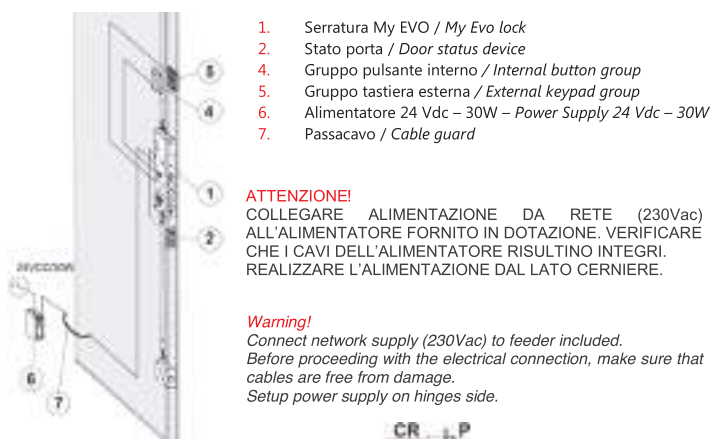 1. Serratura My EVO / My Evo lock
2. Stato porta / Door status device
4. Gruppo pulsante interno / Internal button group
5. Gruppo tastiera esterna / External keypad group
6. Alimentatore 24 Vdc – 30W – Power Supply 24 Vdc – 30W
7. Passacavo / Cable guard
5
4
1
2
6
7
ATTENZIONE!
COLLEGARE ALIMENTAZIONE DA RETE (230Vac)
ALL'ALIMENTATORE FORNITO IN DOTAZIONE. VERIFICARE
CHE I CAVI DELL'ALIMENTATORE RISULTINO INTEGRI.
REALIZZARE L'ALIMENTAZIONE DAL LATO CERNIERE.
Warning!
Connect network supply (230Vac) to feeder included.
Before proceeding with the electrical connection, make sure that
cables are free from damage.
Setup power supply on hinges side.
CR P